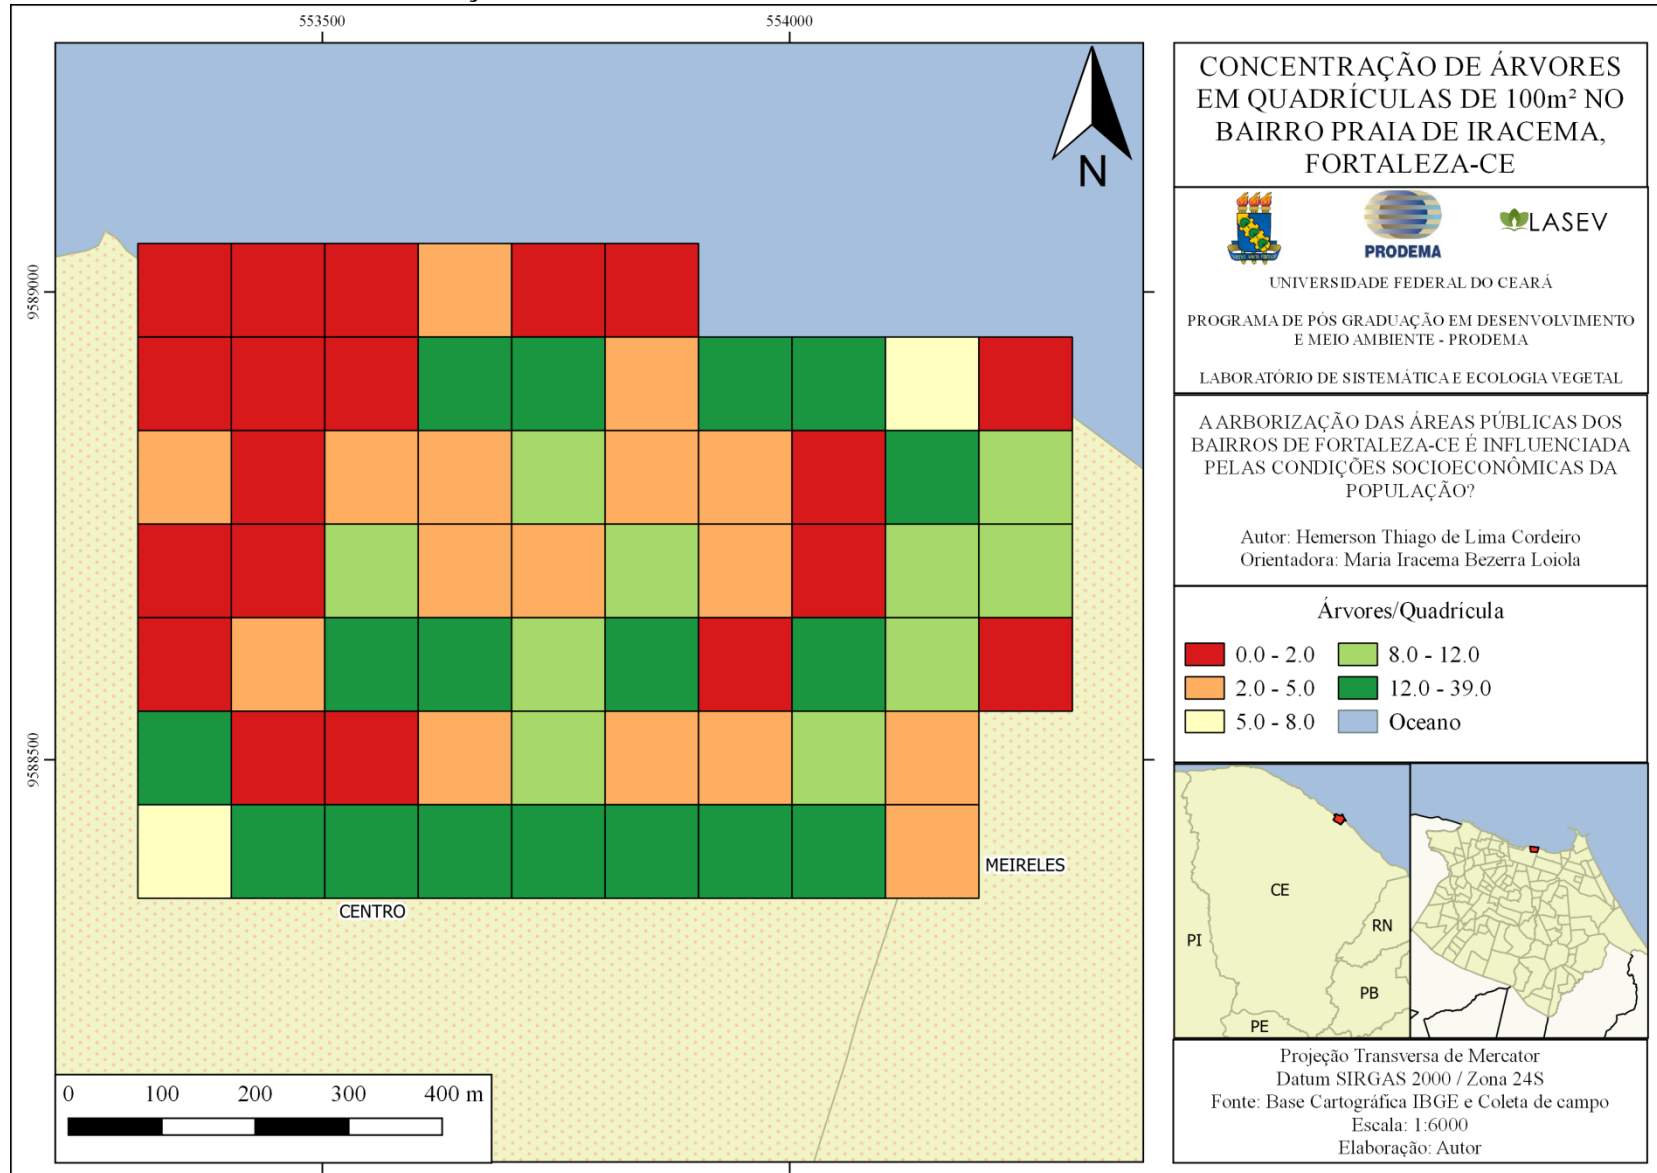 553500
554000
9589000
9588500
N
CENTRO
MEIRELES
0 100 200 300 400 m
CONCENTRAÇÃO DE ÁRVORES
EM QUADRÍCULAS DE 100m² NO
BAIRRO PRAIA DE IRACEMA,
FORTALEZA-CE
PRODEMA
LASEV
UNIVERSIDADE FEDERAL DO CEARÁ
PROGRAMA DE PÓS GRADUAÇÃO EM DESENVOLVIMENTO
E MEIO AMBIENTE - PRODEMA
LABORATÓRIO DE SISTEMÁTICA E ECOLOGIA VEGETAL
A ARBORIZAÇÃO DAS ÁREAS PÚBLICAS DOS
BAIRROS DE FORTALEZA-CE É INFLUENCIADA
PELAS CONDIÇÕES SOCIOECONÔMICAS DA
POPULAÇÃO?
Autor: Hemerson Thiago de Lima Cordeiro
Orientadora: Maria Iracema Bezerra Loiola
Árvores/Quadrícula
0.0 - 2.0
8.0 - 12.0
2.0 - 5.0
12.0 - 39.0
5.0 - 8.0
Oceano
CE
RN
PI
PB
PE
Projeção Transversa de Mercator
Datum SIRGAS 2000 / Zona 24S
Fonte: Base Cartográfica IBGE e Coleta de campo
Escala: 1:6000
Elaboração: Autor